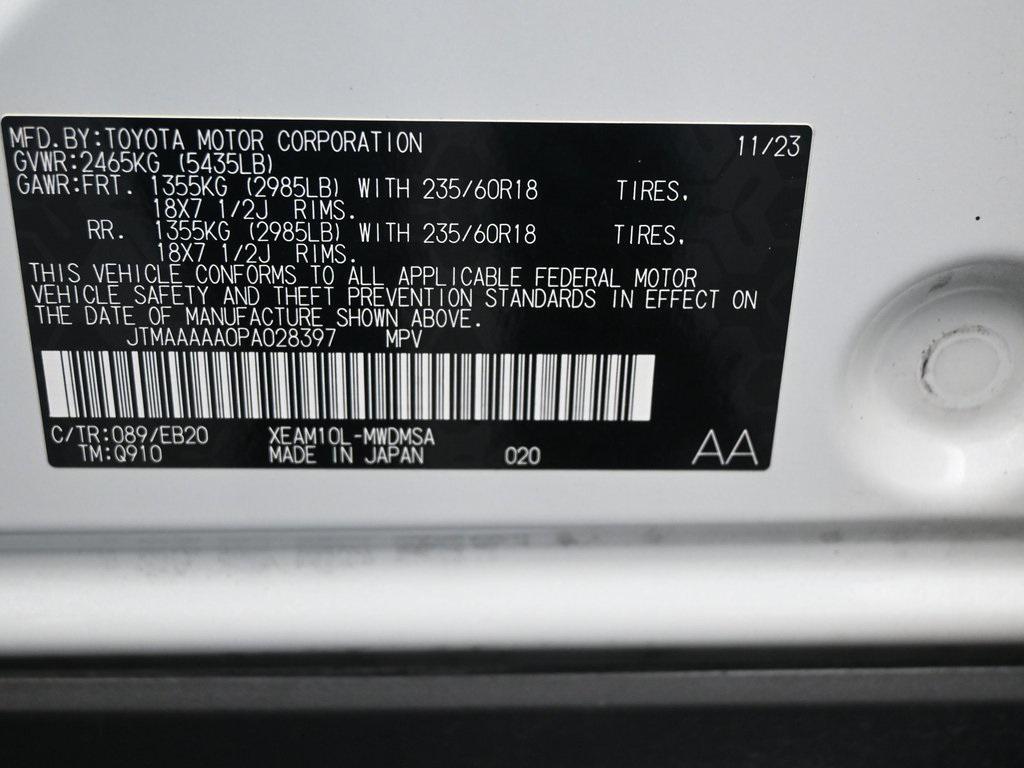 MFD.BY:TOYOTA MOTOR CORPORATION 11/23
GVWR:2465KG (5435LB)
GAWR:FRT. 1355KG (2985LB) WITH 235/60R18 TIRES,
18X7 1/2J RIMS.
RR. 1355KG (2985LB) WITH 235/60R18 TIRES,
18X7 1/2J RIMS.
THIS VEHICLE CONFORMS TO ALL APPLICABLE FEDERAL MOTOR
VEHICLE SAFETY AND THEFT PREVENTION STANDARDS IN EFFECT ON
THE DATE OF MANUFACTURE SHOWN ABOVE.
JTMAAAAA0PA028397 MPV
C/TR:089/EB20 XEAM10L-MWDMSA
TM:Q910 MADE IN JAPAN 020 AA